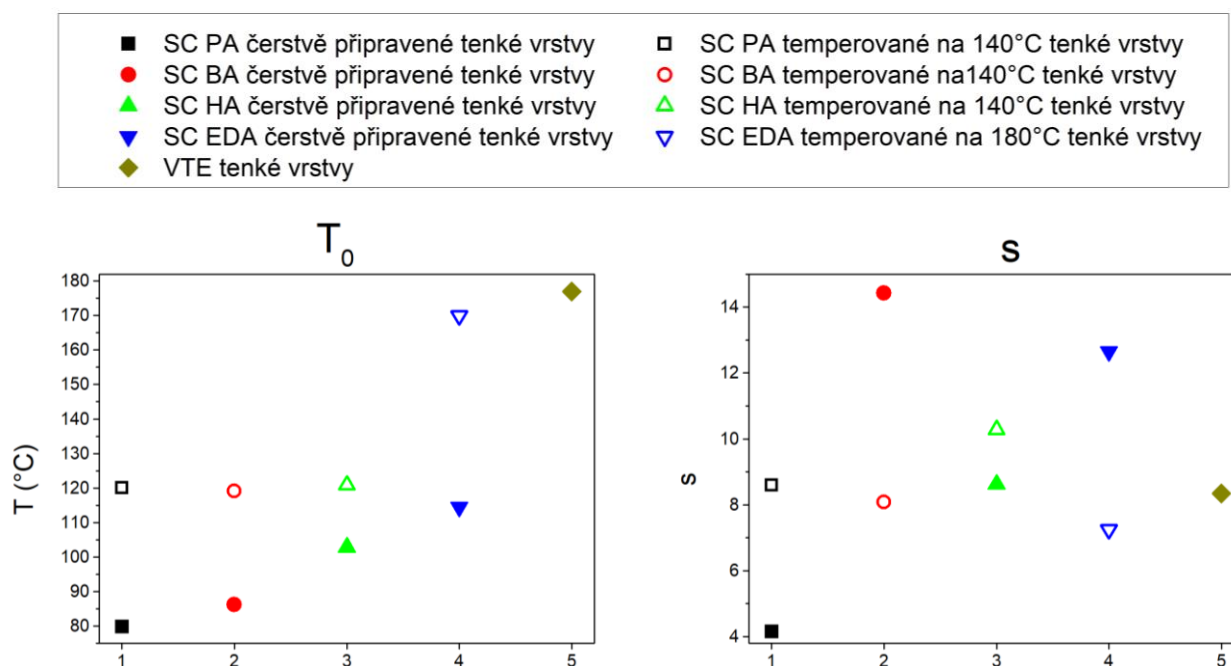 SC PA čerstvě připravené tenké vrstvy
SC PA temperované na 140°C tenké vrstvy
SC BA čerstvě připravené tenké vrstvy
SC BA temperované na140°C tenké vrstvy
SC HA čerstvě připravené tenké vrstvy
SC HA temperované na 140°C tenké vrstvy
SC EDA čerstvě připravené tenké vrstvy
SC EDA temperované na 180°C tenké vrstvy
VTE tenké vrstvy
T₀
T (°C)
180
170
160
150
140
130
120
110
100
90
80
1 2 3 4 5
s
s
14
12
10
8
6
4
1 2 3 4 5